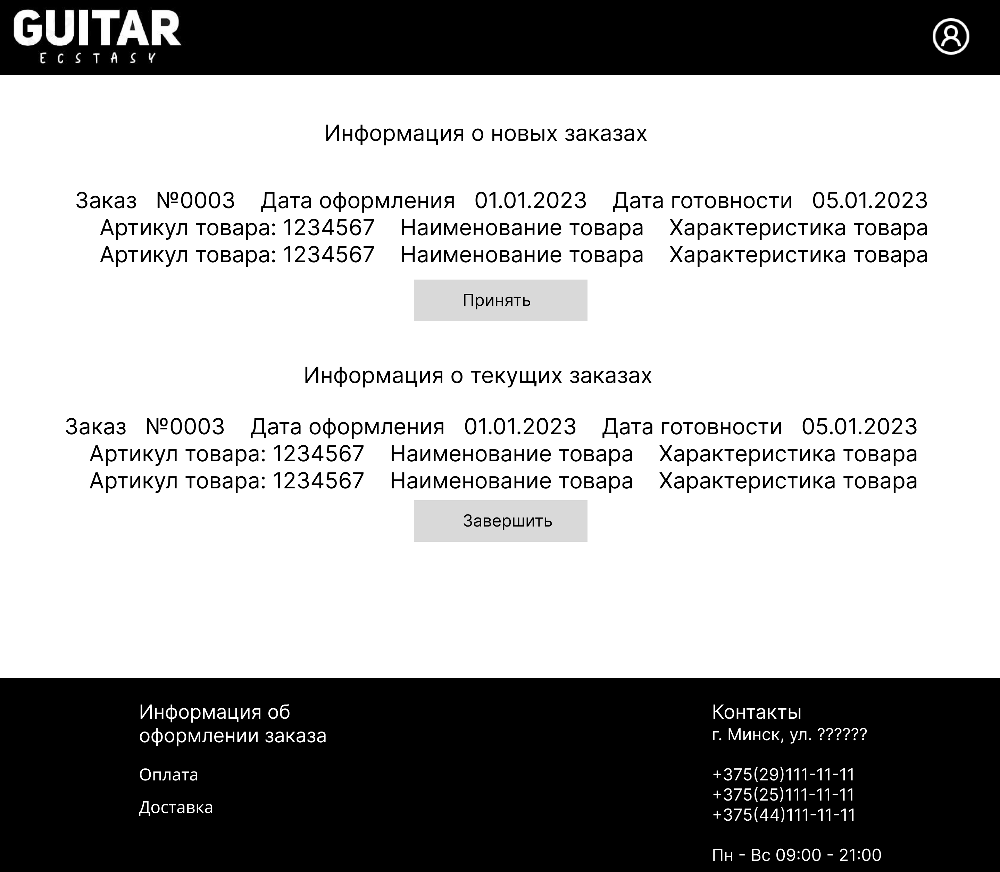 GUITAR
ECSTASY
Информация о новых заказах
Заказ №0003 Дата оформления 01.01.2023 Дата готовности 05.01.2023
Артикул товара: 1234567 Наименование товара Характеристика товара
Артикул товара: 1234567 Наименование товара Характеристика товара
Принять
Информация о текущих заказах
Заказ №0003 Дата оформления 01.01.2023 Дата готовности 05.01.2023
Артикул товара: 1234567 Наименование товара Характеристика товара
Артикул товара: 1234567 Наименование товара Характеристика товара
Завершить
Информация об
оформлении заказа
Оплата
Доставка
Контакты
г. Минск, ул. ??????
+375(29)111-11-11
+375(25)111-11-11
+375(44)111-11-11
Пн - Вс 09:00 - 21:00